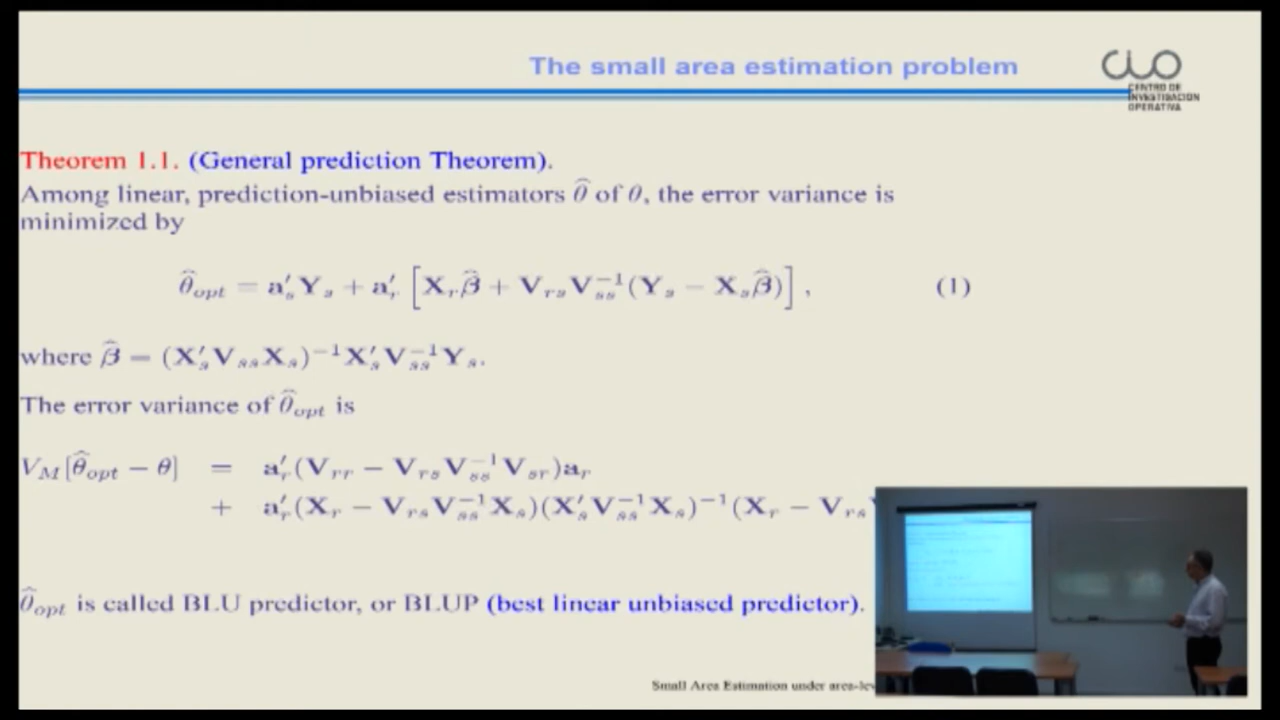 The small area estimation problem
CIO
CENTRO DE
INVESTIGACION
OPERATIVA
Theorem 1.1. (General prediction Theorem).
Among linear, prediction-unbiased estimators θ̂ of θ, the error variance is
minimized by
θ̂_opt = a′_s Y_s + a′_r [X_r β̂ + V_rs V_ss^−1 (Y_s − X_s β̂)], (1)
where β̂ = (X′_s V_ss X_s)^−1 X′_s V_ss^−1 Y_s.
The error variance of θ̂_opt is
V_M[θ̂_opt − θ] = a′_r(V_rr − V_rs V_ss^−1 V_sr)a_r
+ a′_r(X_r − V_rs V_ss^−1 X_s)(X′_s V_ss^−1 X_s)^−1(X_r − V_rs
θ̂_opt is called BLU predictor, or BLUP (best linear unbiased predictor).
Small Area Estimation under area-lev